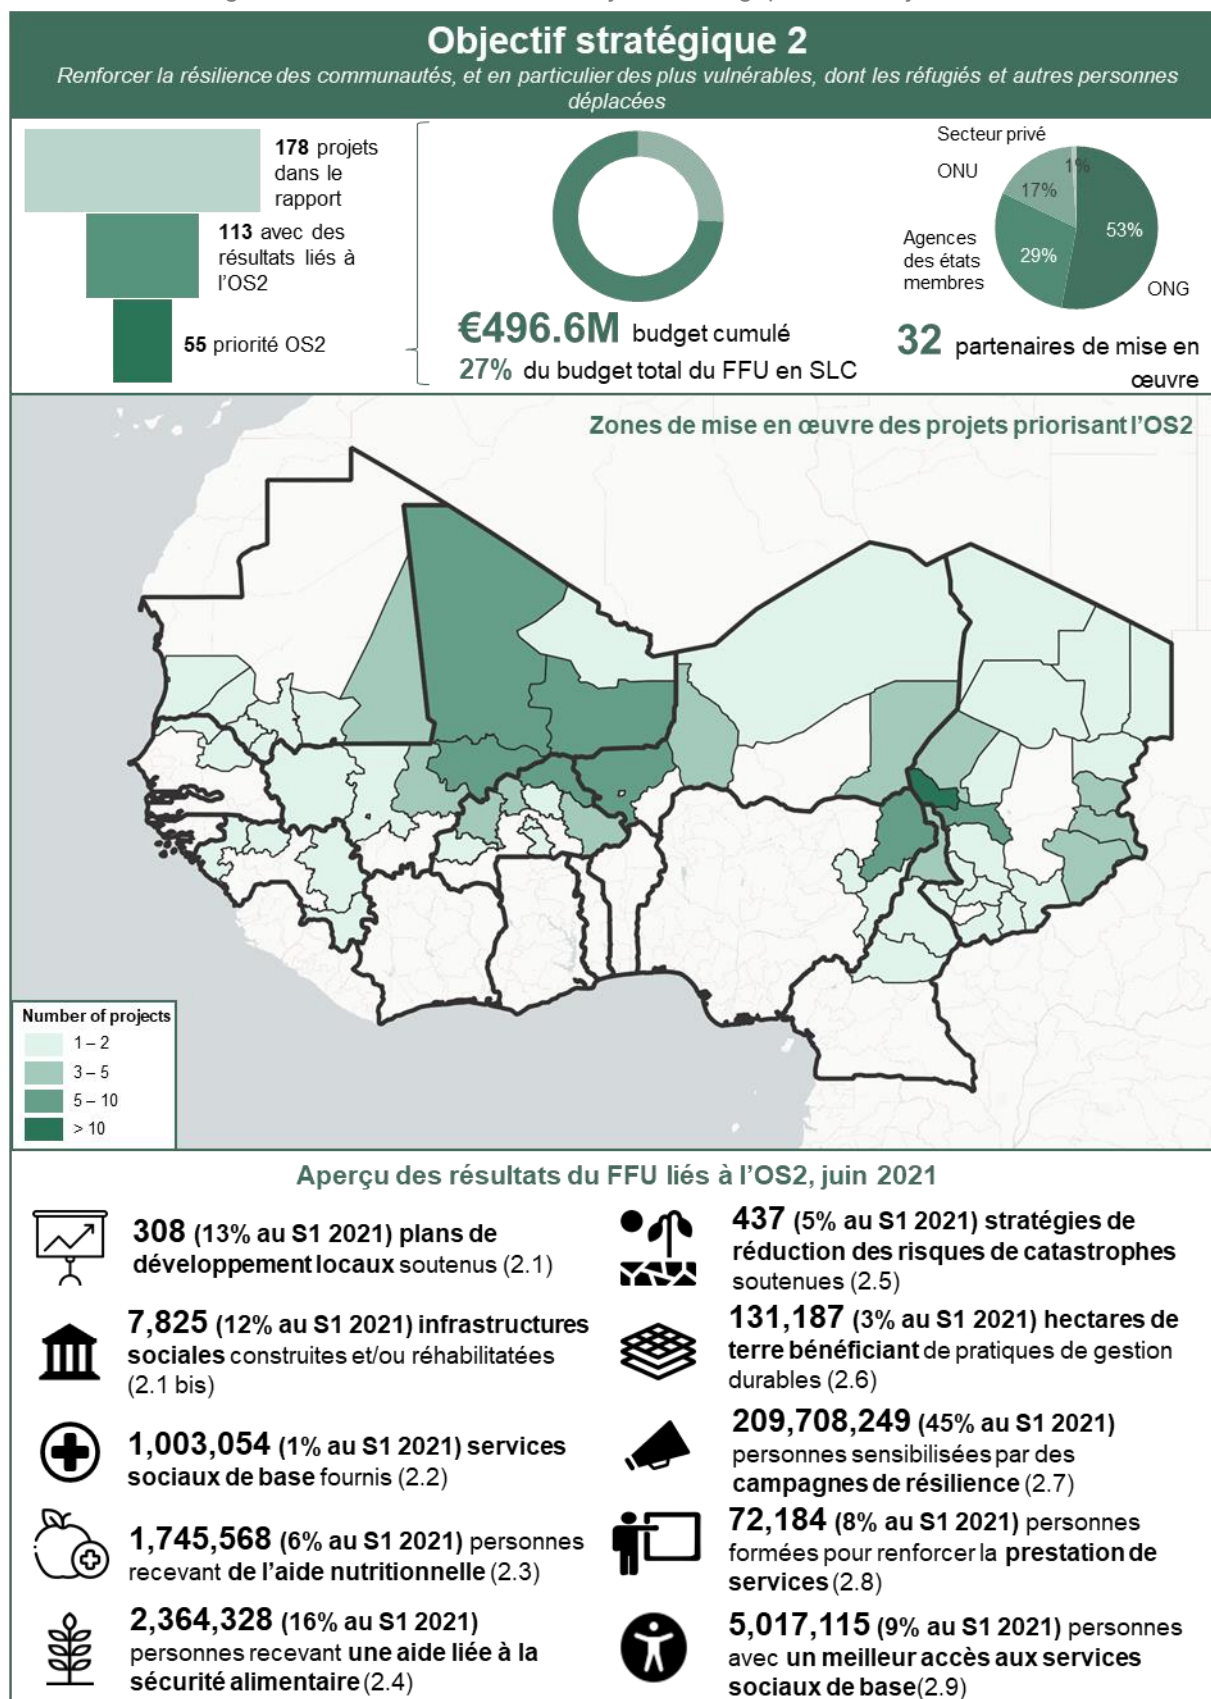 Objectif stratégique 2
Renforcer la résilience des communautés, et en particulier des plus vulnérables, dont les réfugiés et autres personnes
déplacées
178 projets
dans le
rapport
113 avec des
résultats liés à
l'OS2
55 priorité OS2
€496.6M budget cumulé
27% du budget total du FFU en SLC
Secteur privé
1%
ONU
17%
53%
Agences
des états
membres
29%
ONG
32 partenaires de mise en
œuvre
Zones de mise en œuvre des projets priorisant l'OS2
Number of projects
1 – 2
3 – 5
5 – 10
> 10
Aperçu des résultats du FFU liés à l'OS2, juin 2021
308 (13% au S1 2021) plans de
développement locaux soutenus (2.1)
7,825 (12% au S1 2021) infrastructures
sociales construites et/ou réhabilitatées
(2.1 bis)
1,003,054 (1% au S1 2021) services
sociaux de base fournis (2.2)
1,745,568 (6% au S1 2021) personnes
recevant de l'aide nutritionnelle (2.3)
2,364,328 (16% au S1 2021)
personnes recevant une aide liée à la
sécurité alimentaire (2.4)
437 (5% au S1 2021) stratégies de
réduction des risques de catastrophes
soutenues (2.5)
131,187 (3% au S1 2021) hectares de
terre bénéficiant de pratiques de gestion
durables (2.6)
209,708,249 (45% au S1 2021)
personnes sensibilisées par des
campagnes de résilience (2.7)
72,184 (8% au S1 2021) personnes
formées pour renforcer la prestation de
services (2.8)
5,017,115 (9% au S1 2021) personnes
avec un meilleur accès aux services
sociaux de base(2.9)